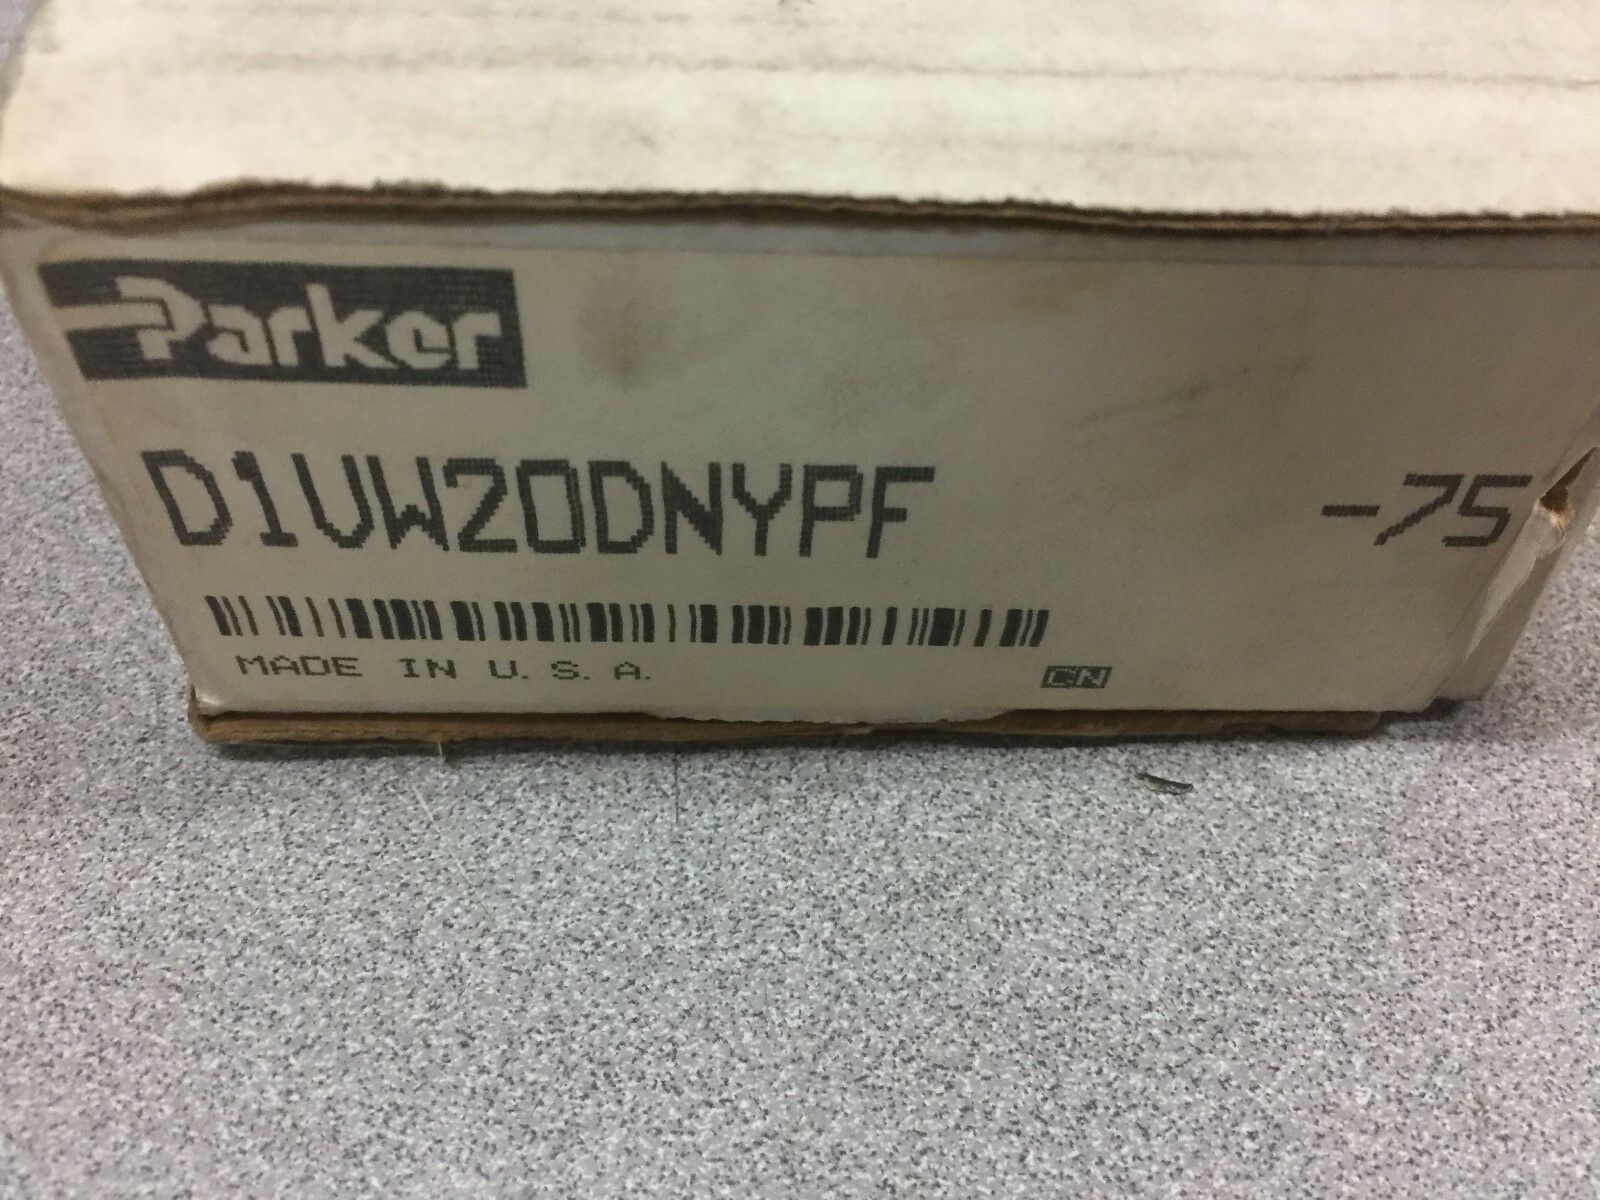 Parker
D1VW20DNYPF -75
MADE IN U.S.A.
CN